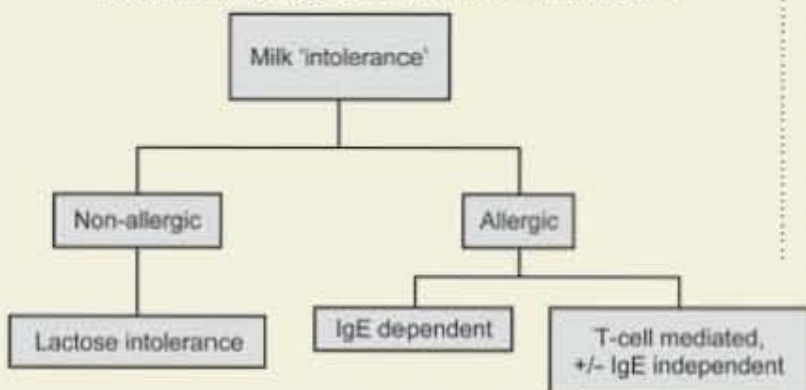 Milk 'intolerance'
Non-allergic
Allergic
Lactose intolerance
IgE dependent
T-cell mediated,
+/- IgE independent